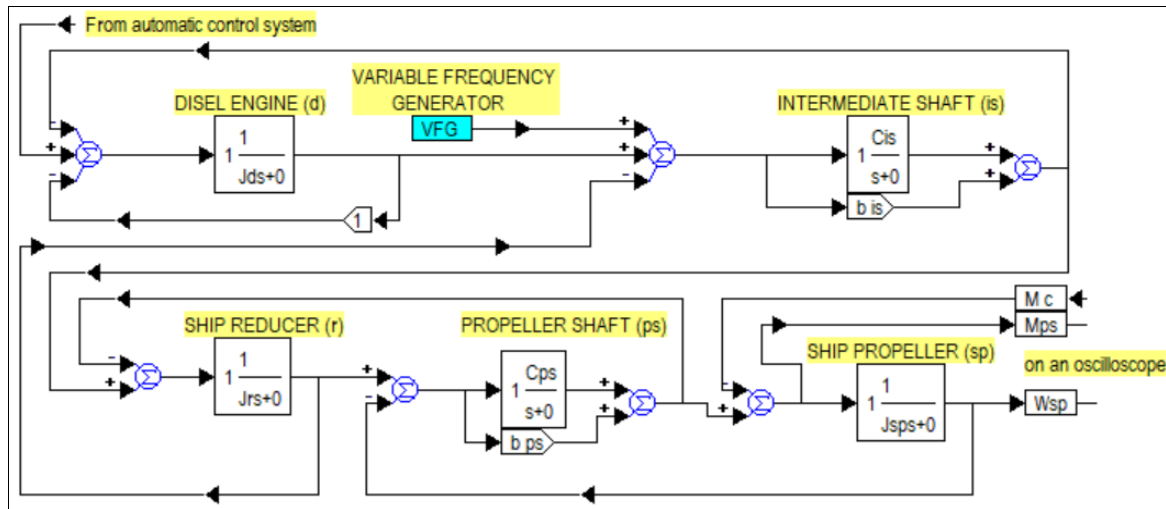 From automatic control system
VARIABLE FREQUENCY
GENERATOR
DISEL ENGINE (d)
INTERMEDIATE SHAFT (is)
VFG
- + -
1 1 Jds+0
+ + -
1 Cis s+0
+ +
b is
1
SHIP REDUCER (r)
PROPELLER SHAFT (ps)
M c
Mps
SHIP PROPELLER (sp)
on an oscilloscope
- +
1 1 Jrs+0
+ -
1 Cps s+0
+ +
b ps
- +
1 1 Jsps+0
Wsp